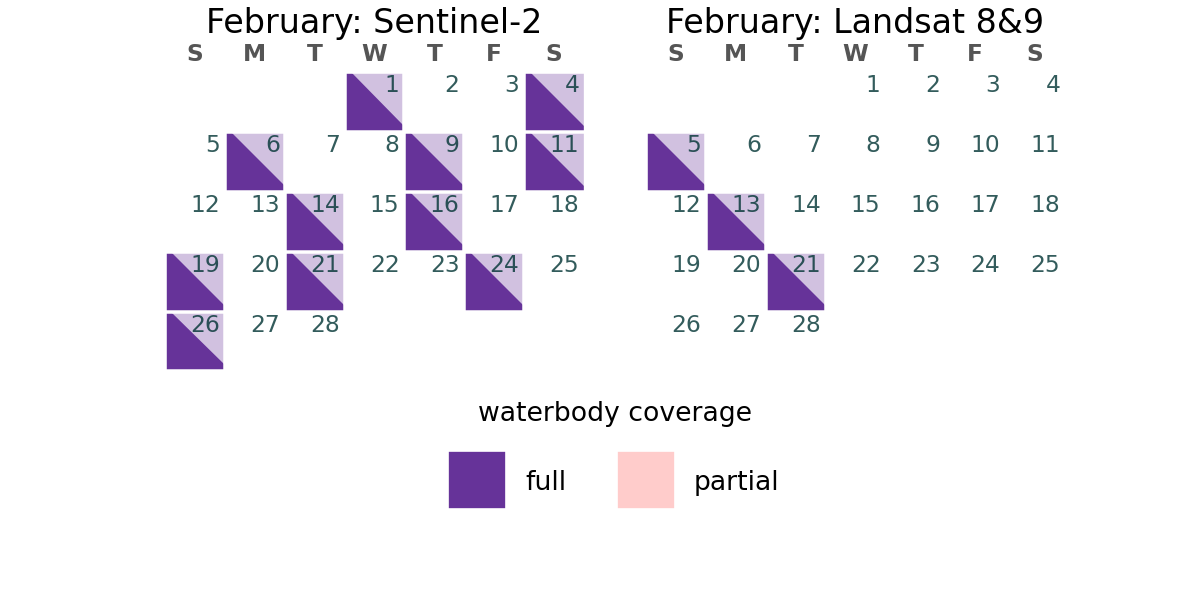 February: Sentinel-2
S M T W T F S
1 2 3 4
5 6 7 8 9 10 11
12 13 14 15 16 17 18
19 20 21 22 23 24 25
26 27 28
February: Landsat 8&9
S M T W T F S
1 2 3 4
5 6 7 8 9 10 11
12 13 14 15 16 17 18
19 20 21 22 23 24 25
26 27 28
waterbody coverage
full partial